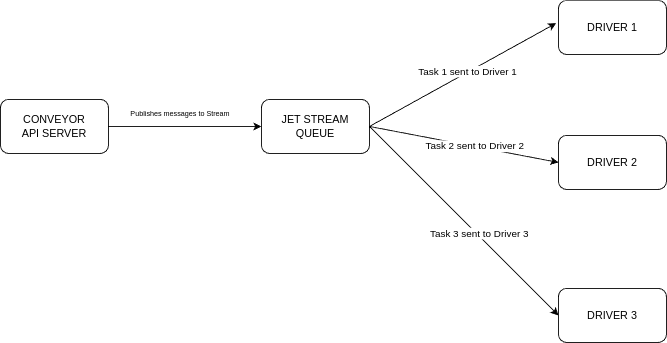 DRIVER 1
Task 1 sent to Driver 1
CONVEYOR
API SERVER
Publishes messages to Stream
JET STREAM
QUEUE
Task 2 sent to Driver 2
DRIVER 2
Task 3 sent to Driver 3
DRIVER 3